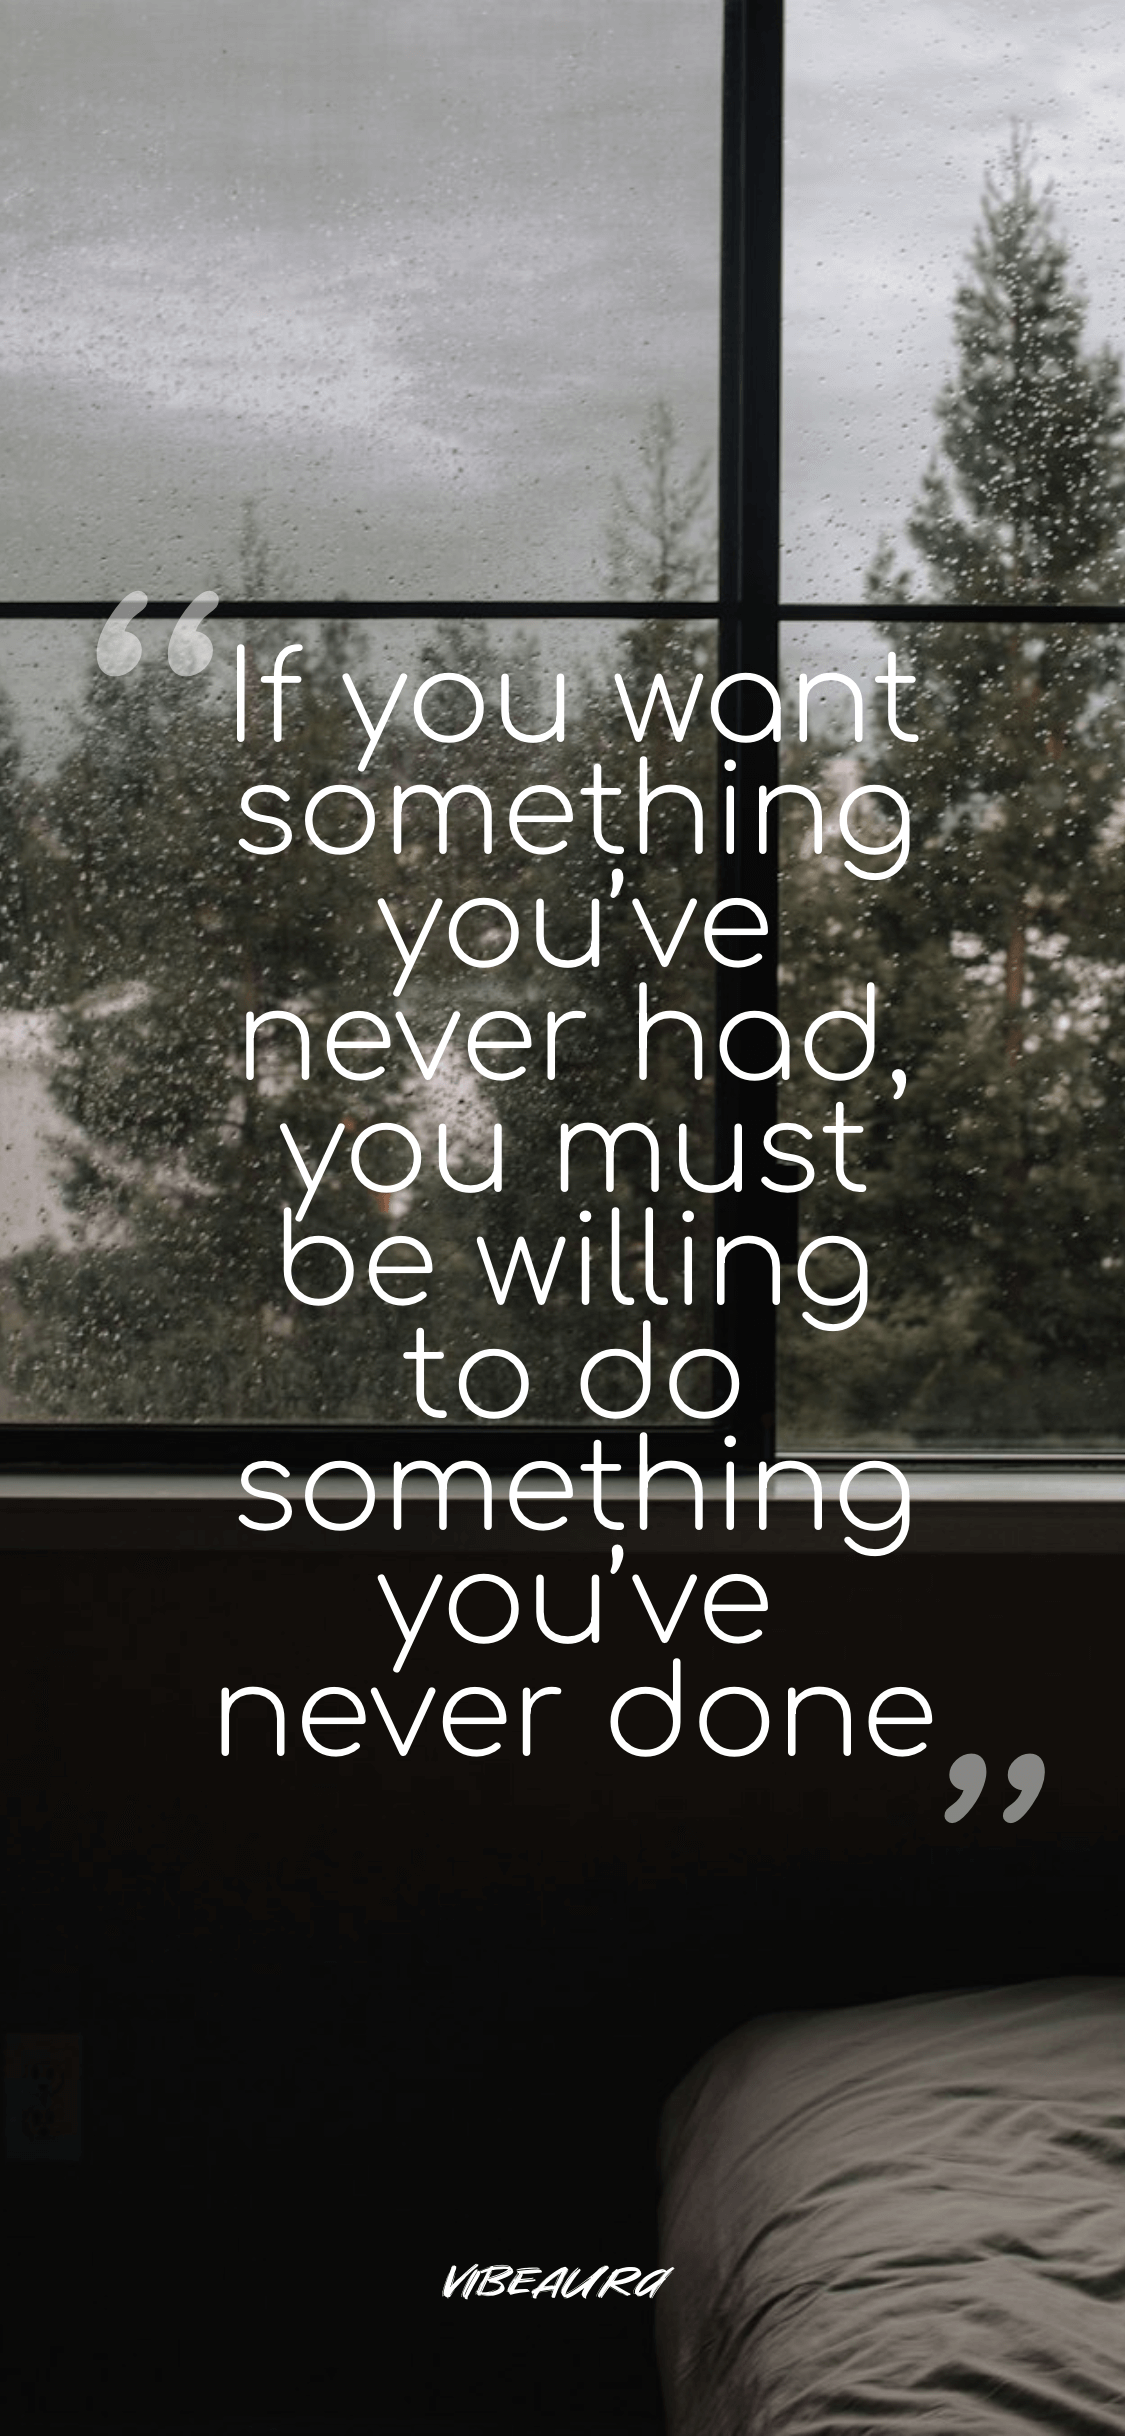 “If you want
something
you’ve
never had,
you must
be willing
to do
something
you’ve
never done”
VIBEAURA